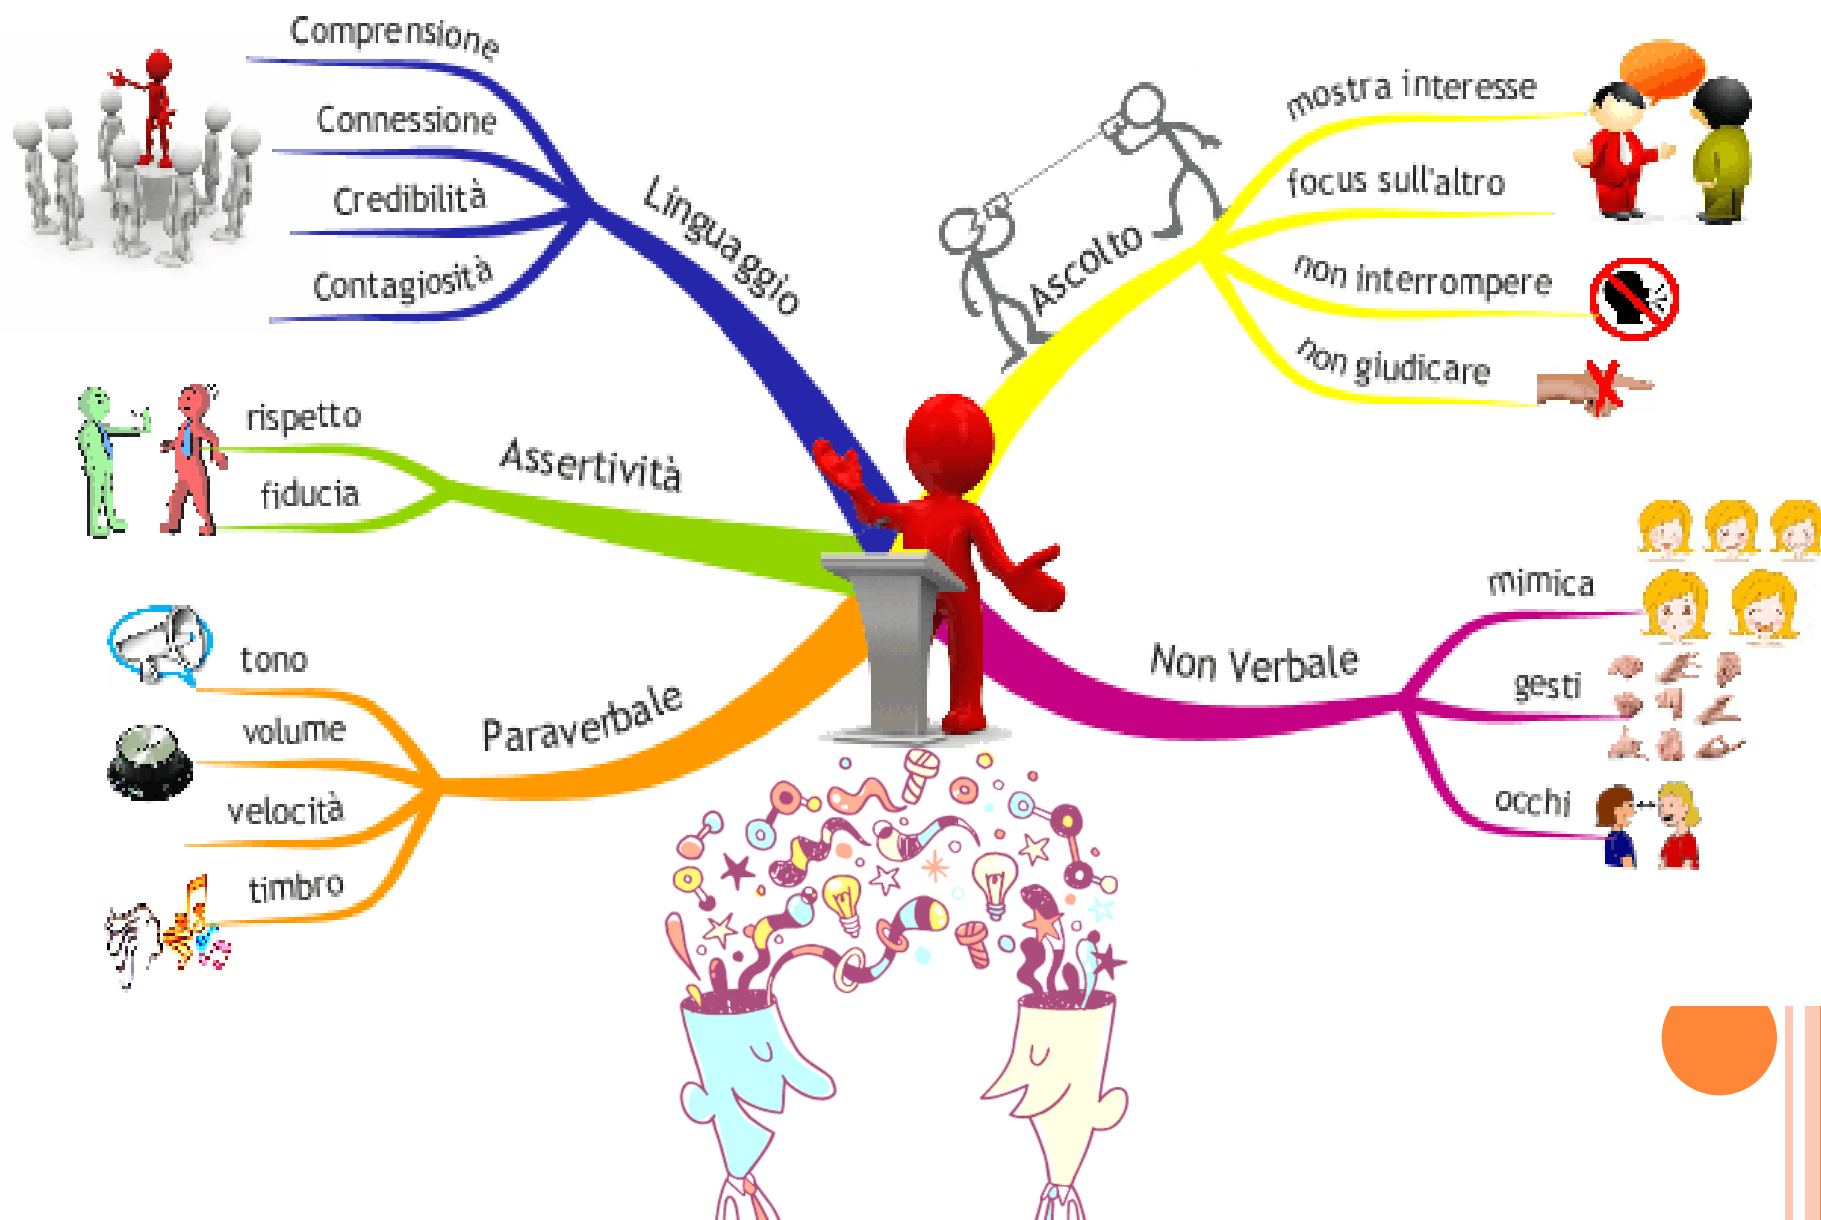 Linguaggio
Comprensione
Connessione
Credibilità
Contagiosità
Assertività
rispetto
fiducia
Paraverbale
tono
volume
velocità
timbro
Ascolto
mostra interesse
focus sull'altro
non interrompere
non giudicare
Non Verbale
mimica
gesti
occhi